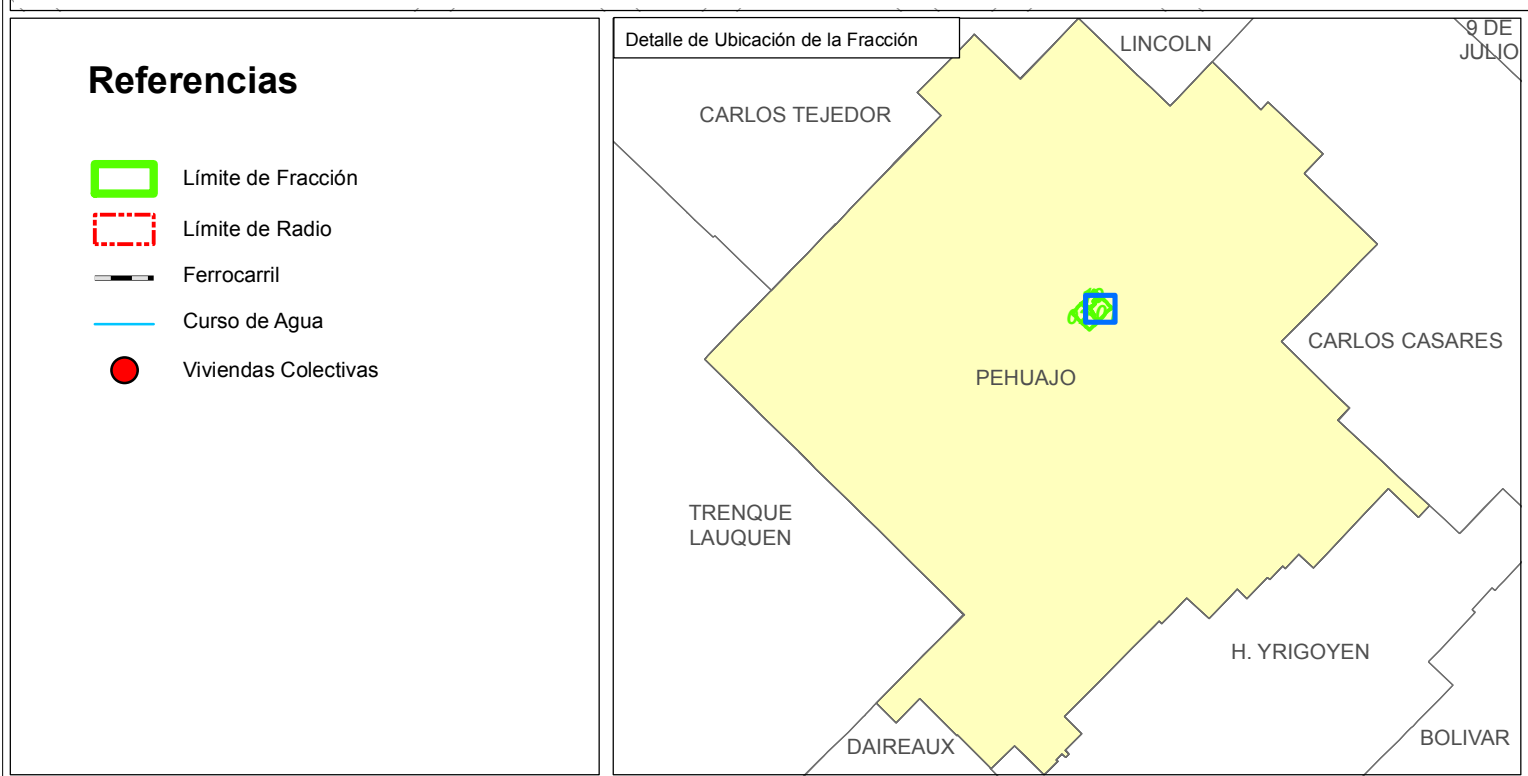 Referencias
Límite de Fracción
Límite de Radio
Ferrocarril
Curso de Agua
Viviendas Colectivas
Detalle de Ubicación de la Fracción
LINCOLN
9 DE
JULIO
CARLOS TEJEDOR
CARLOS CASARES
PEHUAJO
TRENQUE
LAUQUEN
H. YRIGOYEN
DAIREAUX
BOLIVAR